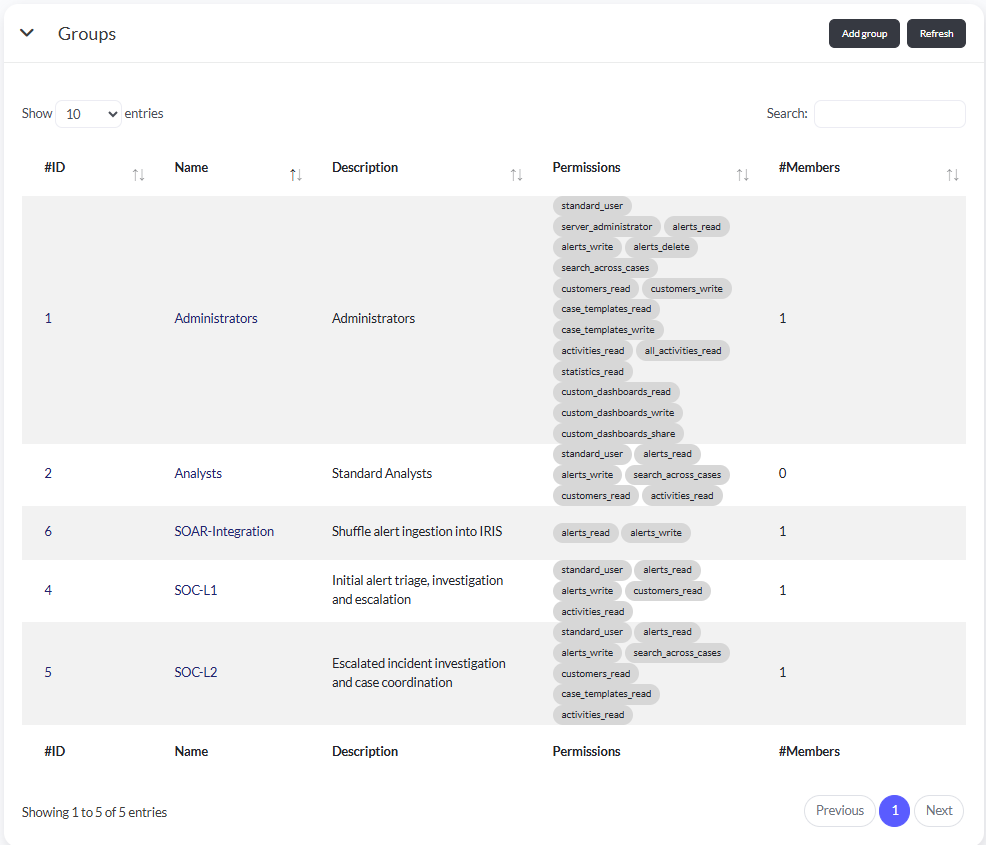 Groups Add group Refresh
Show 10 entries Search:
#ID Name Description Permissions #Members
standard_user
server_administrator alerts_read
alerts_write alerts_delete
search_across_cases
customers_read customers_write
case_templates_read
1 Administrators Administrators 1
case_templates_write
activities_read all_activities_read
statistics_read
custom_dashboards_read
custom_dashboards_write
custom_dashboards_share
standard_user alerts_read
2 Analysts Standard Analysts alerts_write search_across_cases 0
customers_read activities_read
6 SOAR-Integration Shuffle alert ingestion into IRIS alerts_read alerts_write 1
standard_user alerts_read
4 SOC-L1 Initial alert triage, investigation alerts_write customers_read 1
and escalation activities_read
standard_user alerts_read
alerts_write search_across_cases
5 SOC-L2 Escalated incident investigation customers_read 1
and case coordination case_templates_read
activities_read
#ID Name Description Permissions #Members
Showing 1 to 5 of 5 entries Previous 1 Next